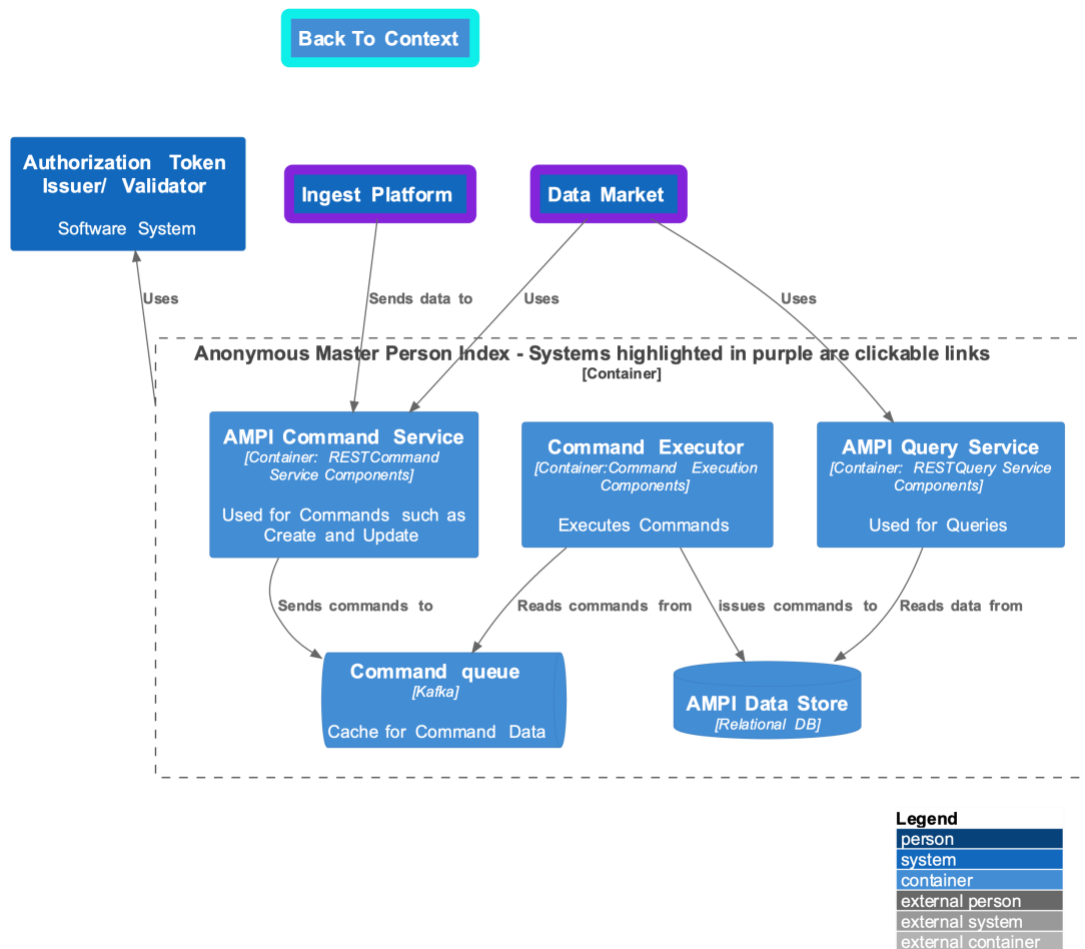 Back To Context
Authorization Token
Issuer/ Validator
Software System
Ingest Platform
Data Market
Uses
Sends data to
Uses
Uses
Anonymous Master Person Index - Systems highlighted in purple are clickable links
[Container]
AMPI Command Service
[Container: RESTCommand
Service Components]
Used for Commands such as
Create and Update
Command Executor
[Container:Command Execution
Components]
Executes Commands
AMPI Query Service
[Container: RESTQuery Service
Components]
Used for Queries
Sends commands to
Reads commands from
issues commands to
Reads data from
Command queue
[Kafka]
Cache for Command Data
AMPI Data Store
[Relational DB]
Legend
person
system
container
external person
external system
external container